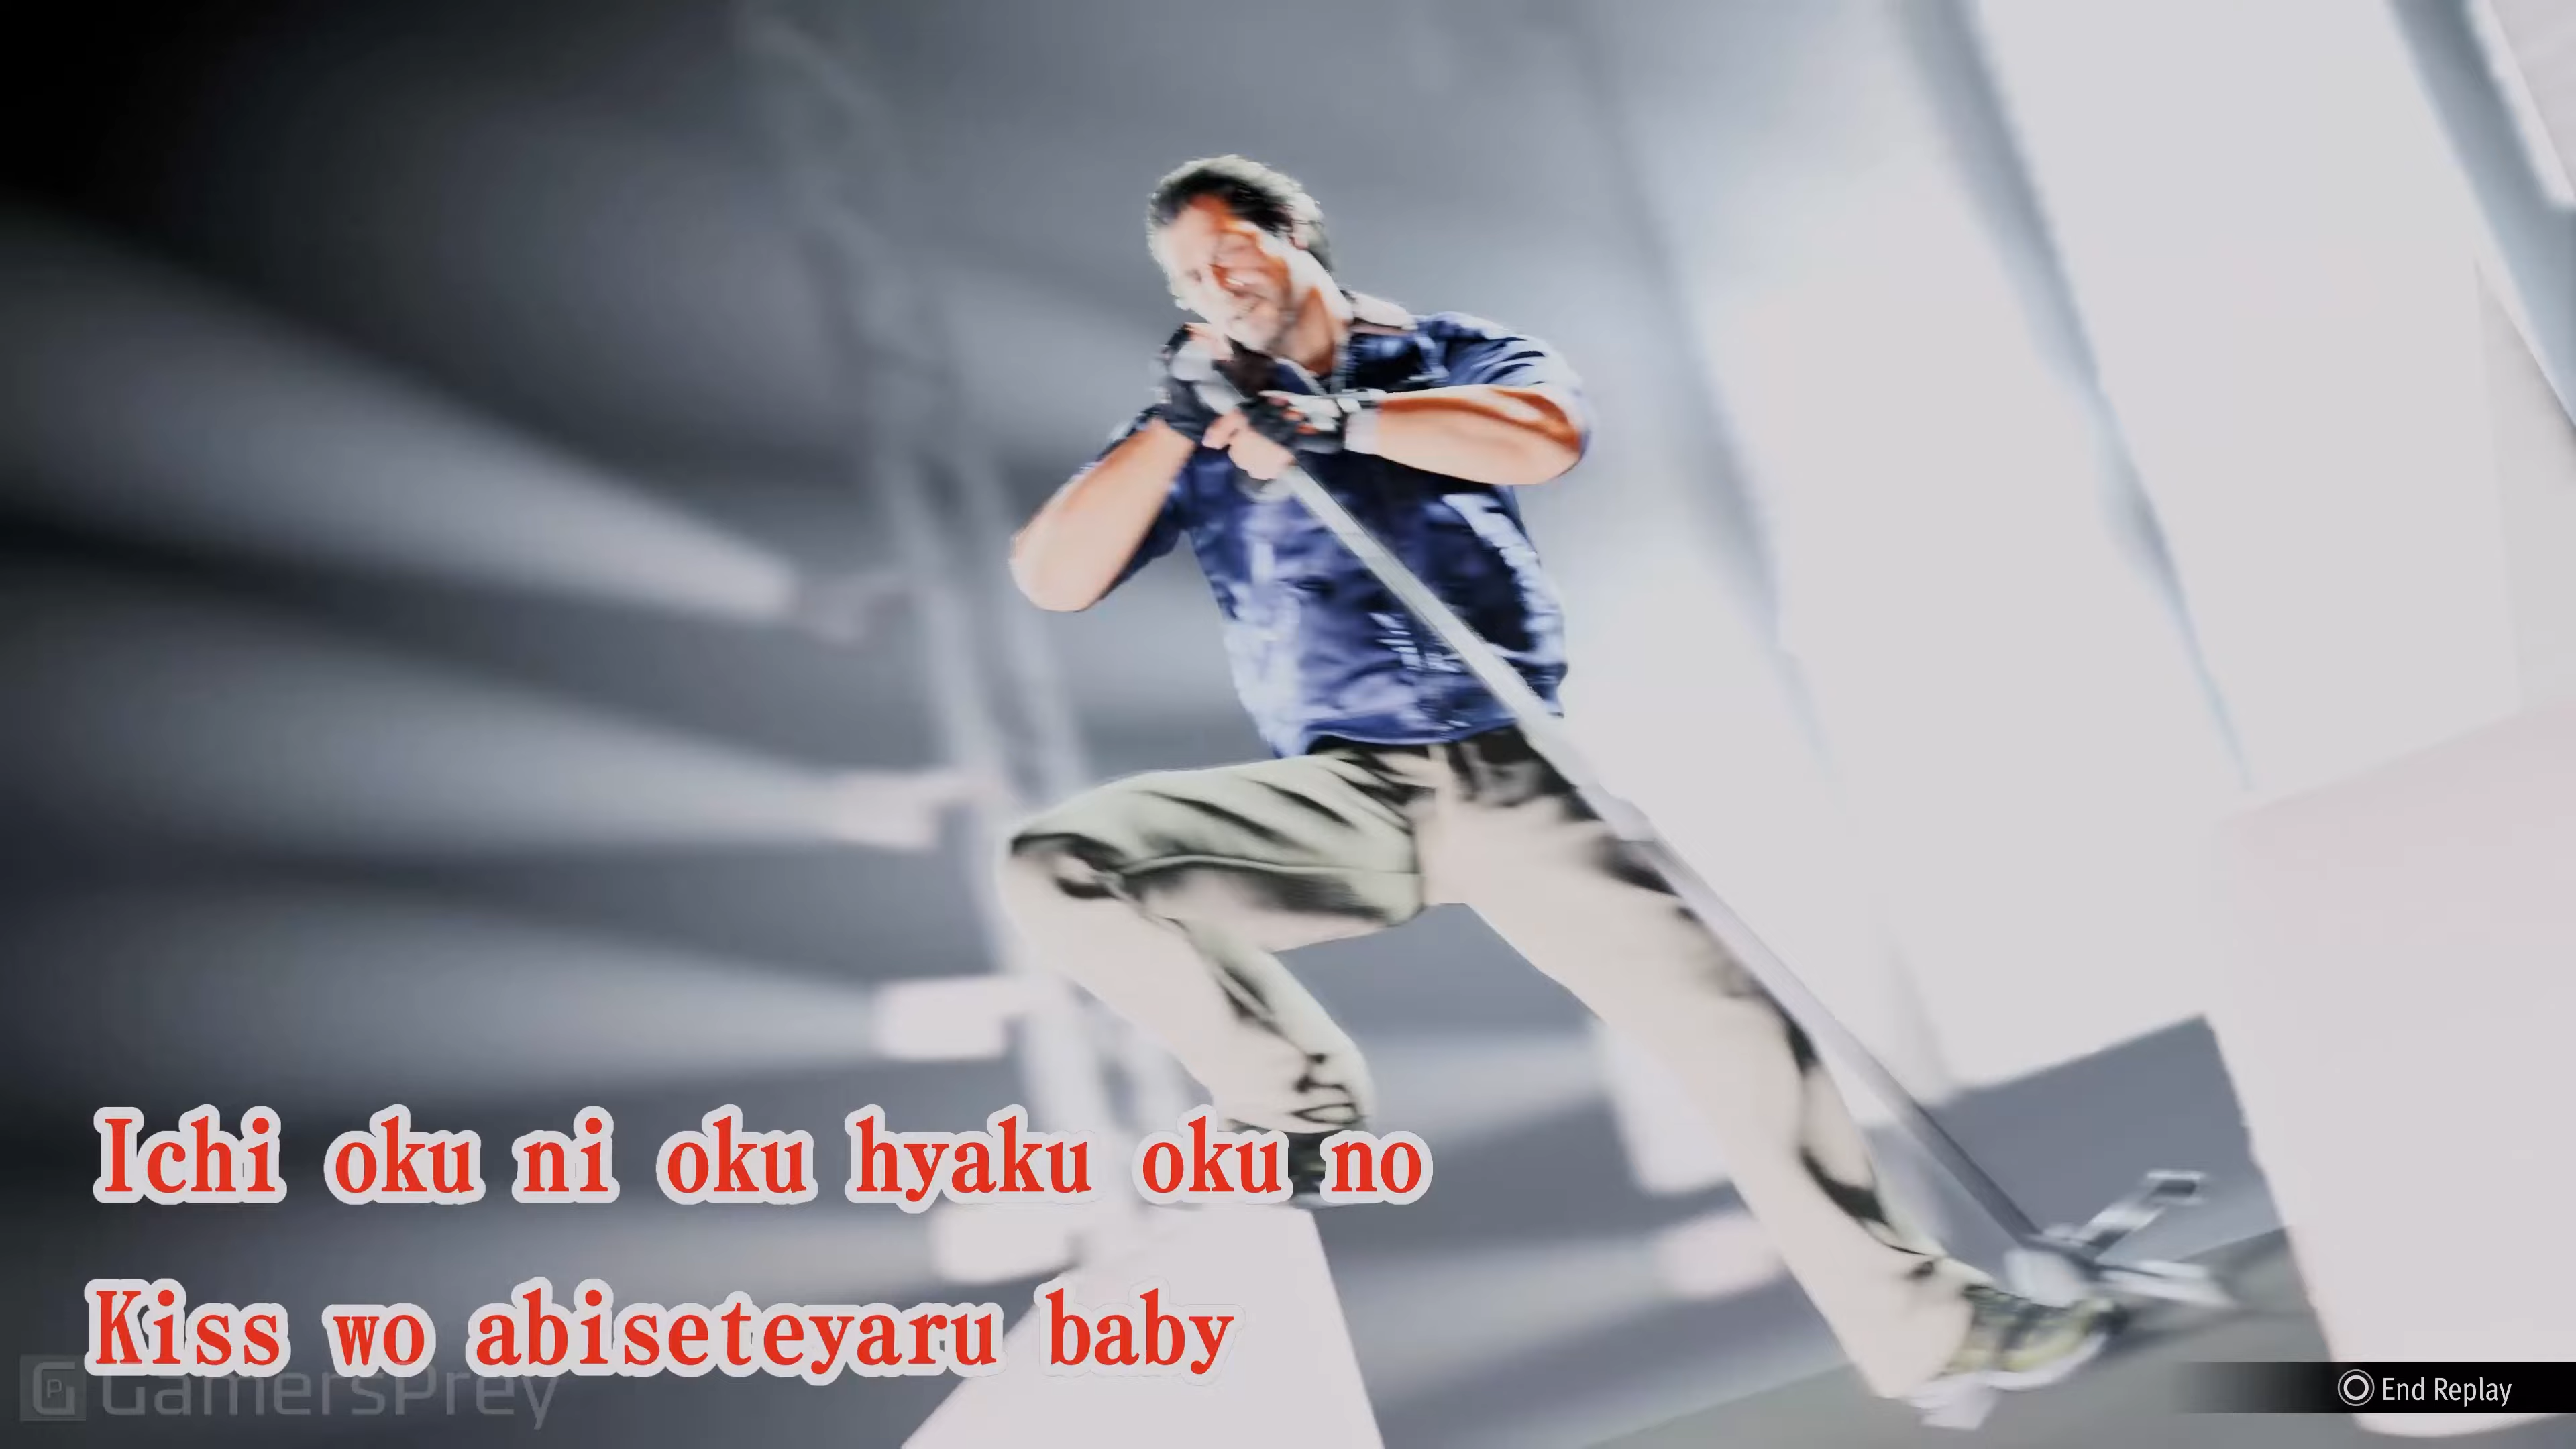 Ichi oku ni oku hyaku oku no
Kiss wo abiseteyaru baby
GamersPrey
End Replay